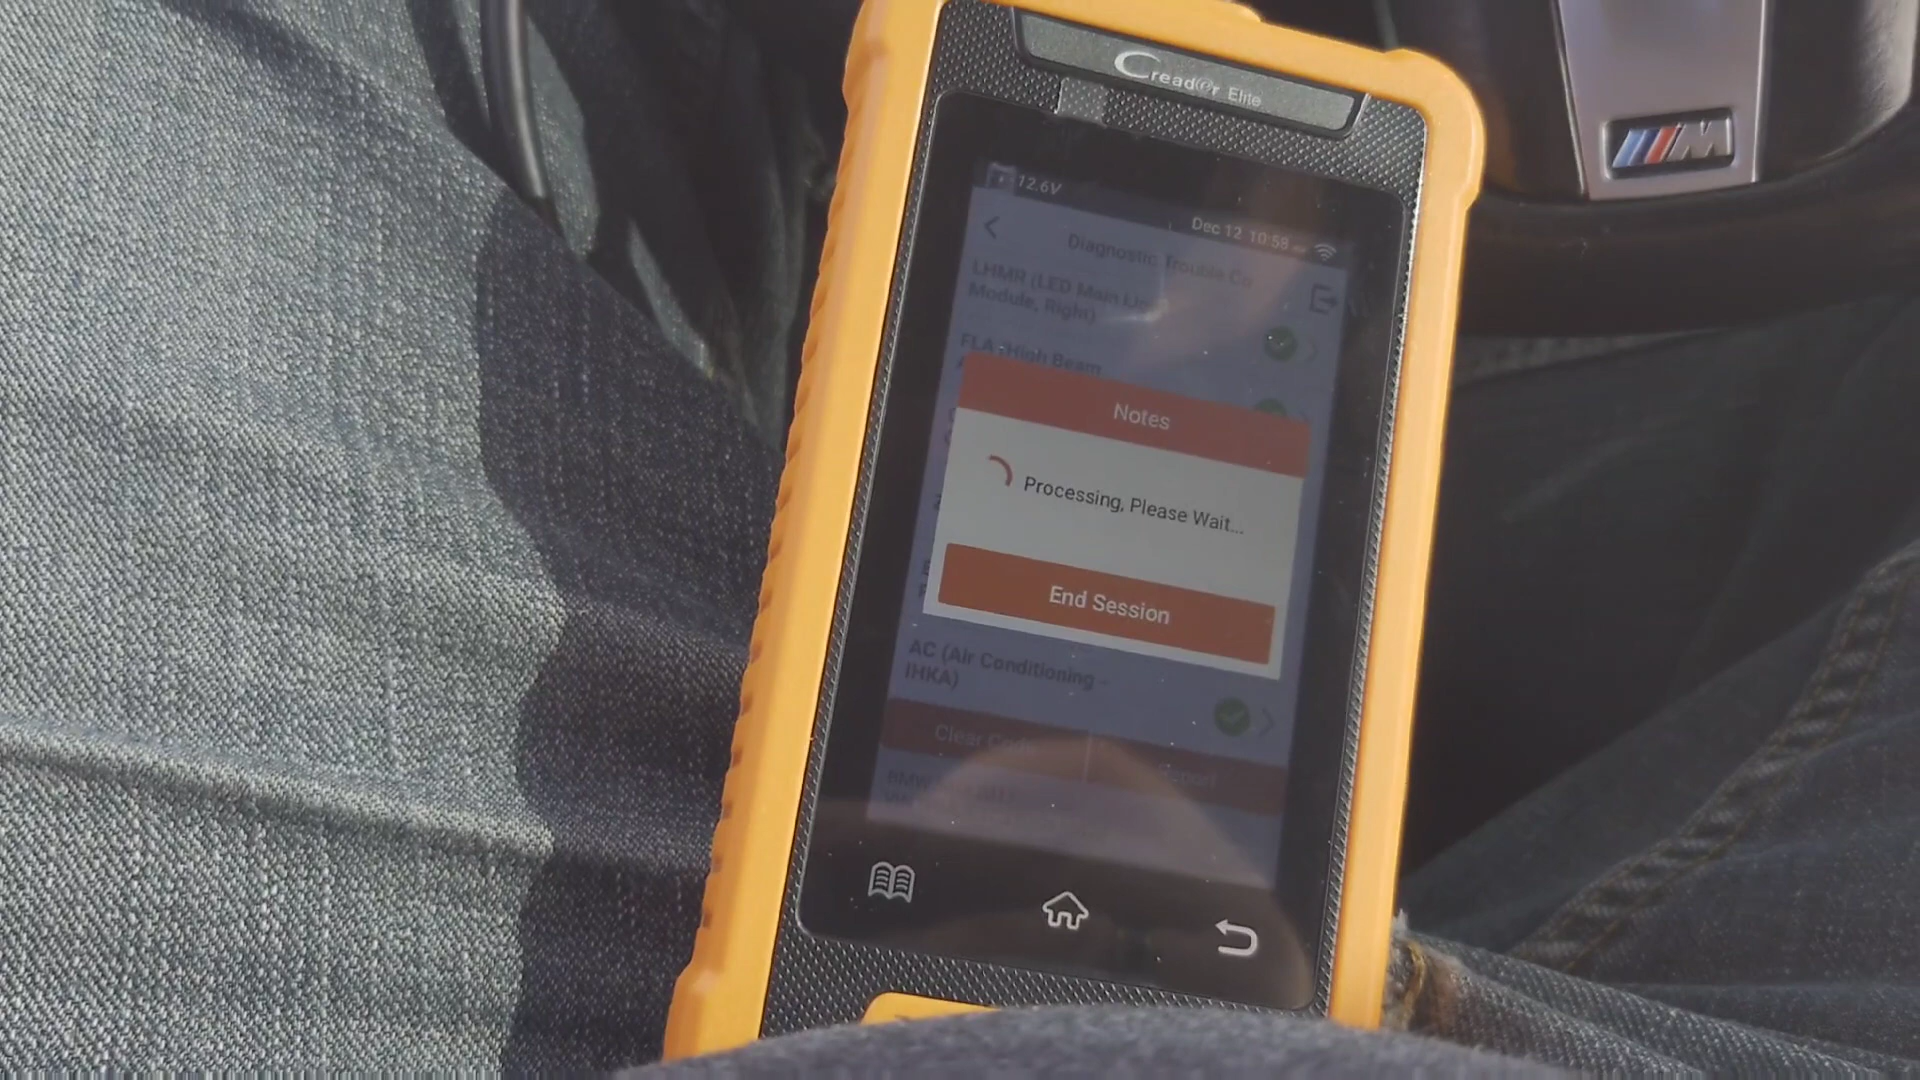 Creader Elite
M
12.6V
Dec 12 10:58
Diagnostic Trouble Co
LHMR (LED Main
Module, Right)
FLA (High Beam
Notes
Processing, Please Wait...
End Session
AC (Air Conditioning –
IHKA)
Clear Code
BMW